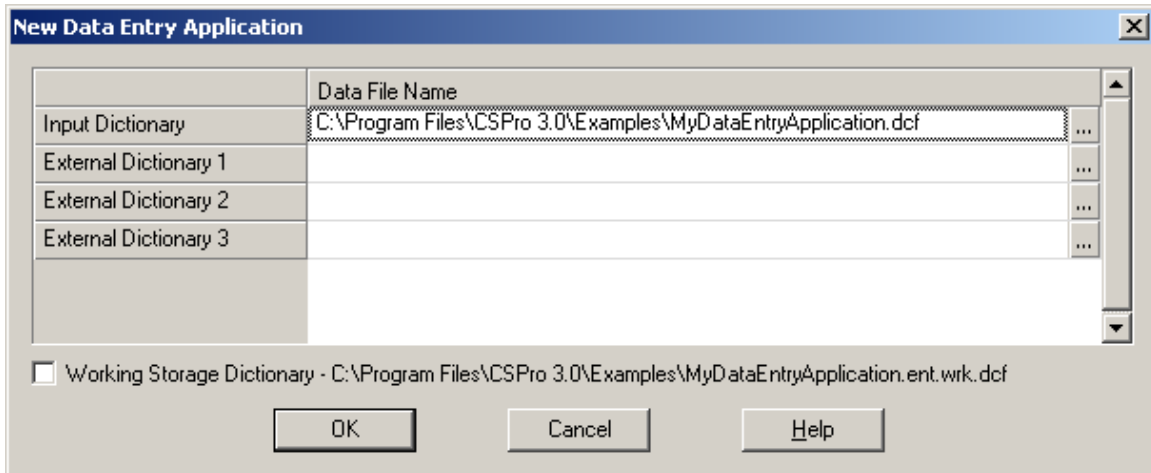 New Data Entry Application
Data File Name
Input Dictionary C:\Program Files\CSPro 3.0\Examples\MyDataEntryApplication.dcf ...
External Dictionary 1 ...
External Dictionary 2 ...
External Dictionary 3 ...
Working Storage Dictionary - C:\Program Files\CSPro 3.0\Examples\MyDataEntryApplication.ent.wrk.dcf
OK Cancel Help